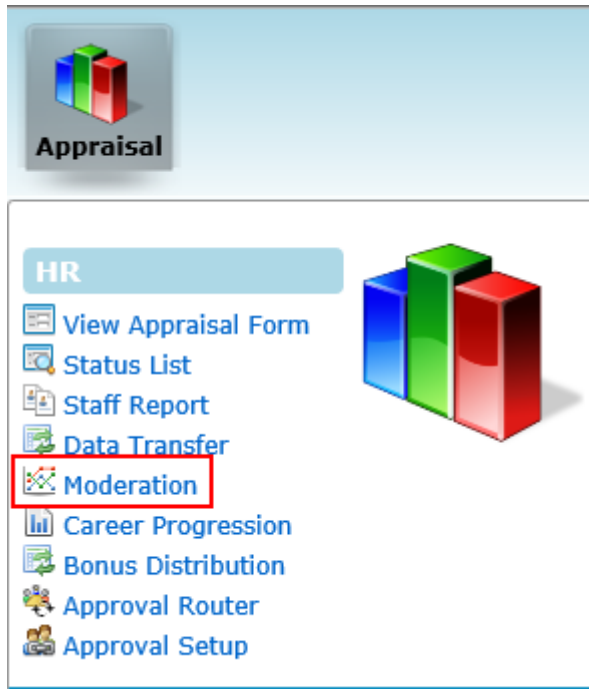 Appraisal
HR
View Appraisal Form
Status List
Staff Report
Data Transfer
Moderation
Career Progression
Bonus Distribution
Approval Router
Approval Setup